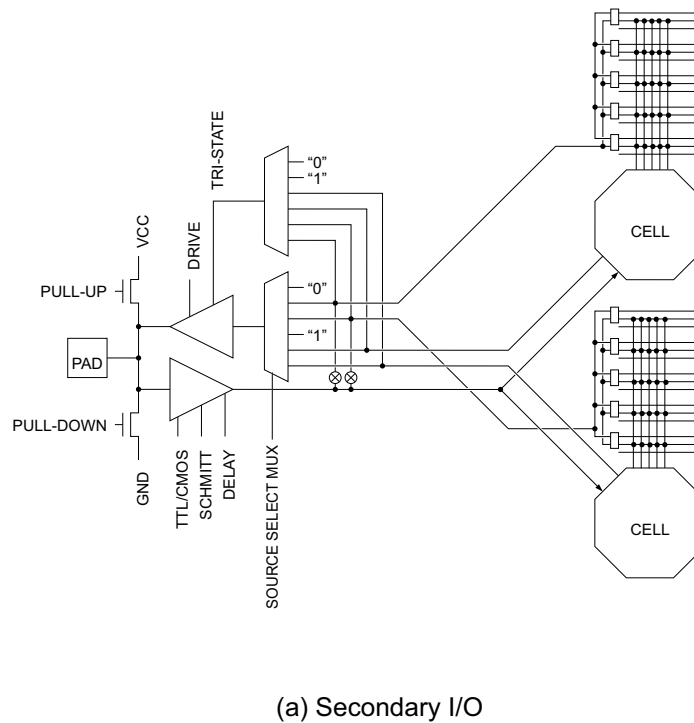 TRI-STATE
“0”
“1”
VCC
DRIVE
CELL
PULL-UP
“0”
“1”
PAD
PULL-DOWN
GND
TTL/CMOS
SCHMITT
DELAY
SOURCE SELECT MUX
CELL
(a) Secondary I/O